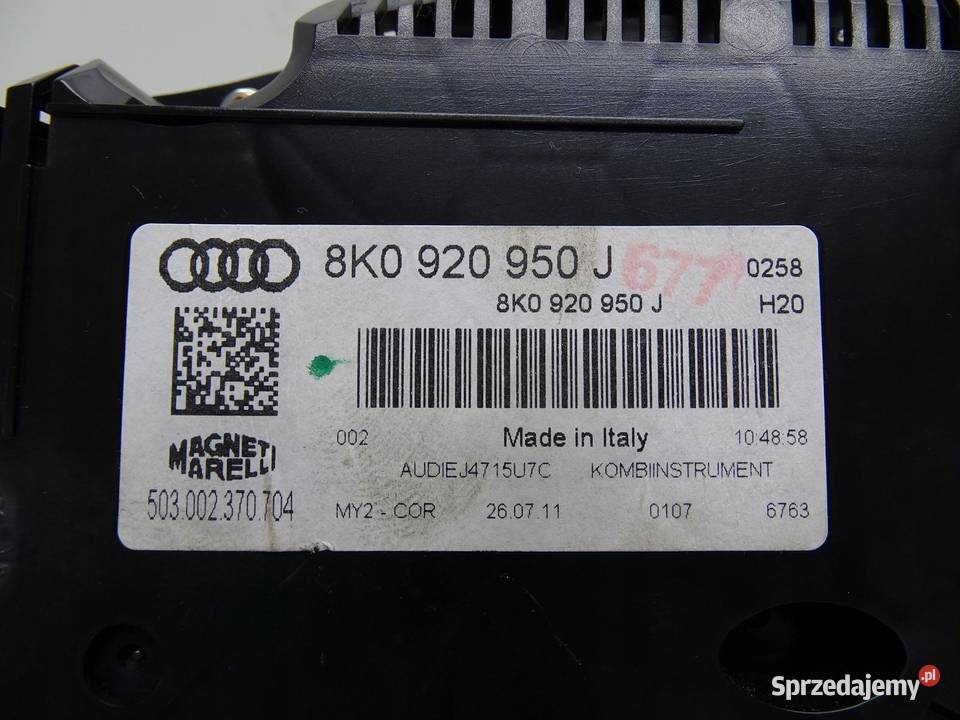 8K0 920 950 J 677 0258
8K0 920 950 J H20
002 Made in Italy 10:48:58
MAGNETI
MARELLI
AUDIEJ4715U7C KOMBIINSTRUMENT
503.002.370.704
MY2 - COR 26.07.11 0107 6763
Sprzedajemy.pl